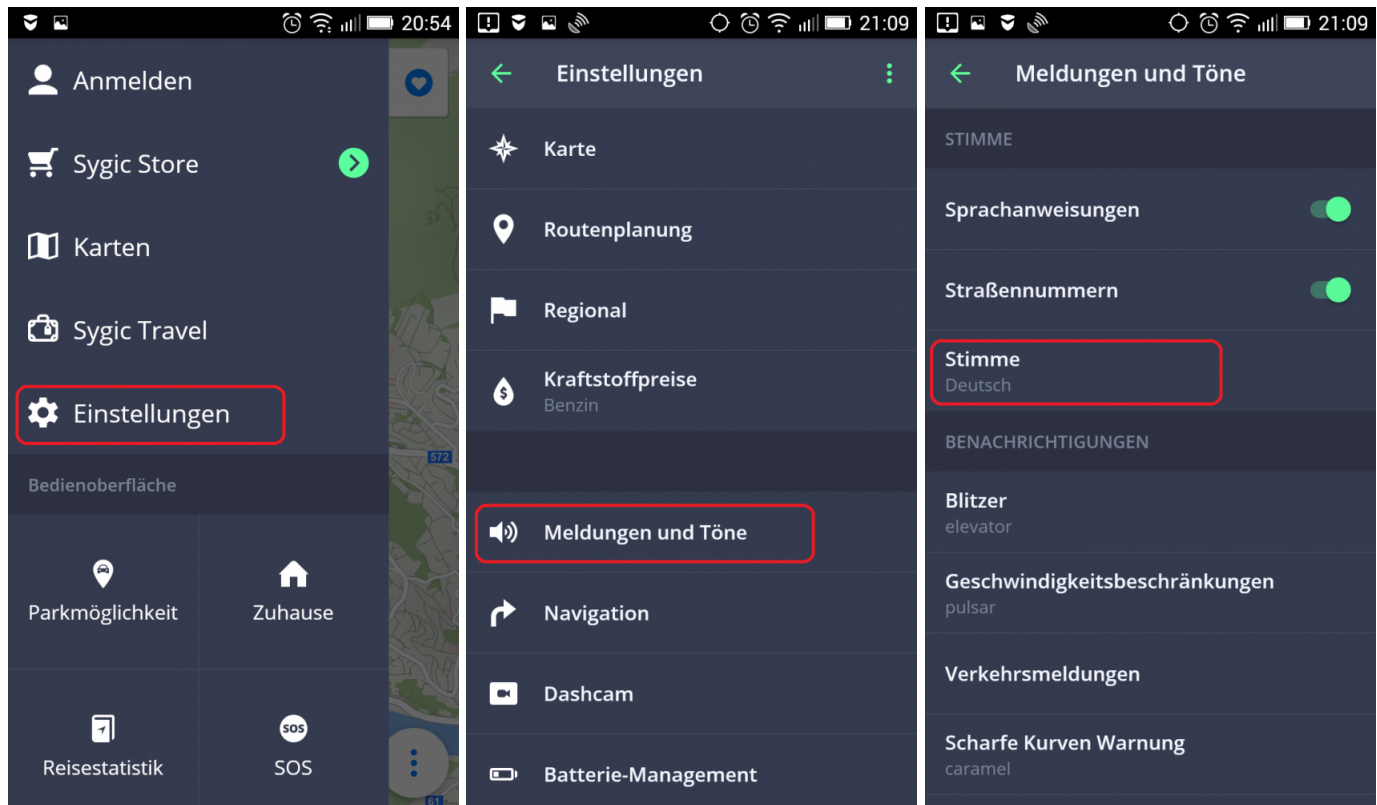 20:54
Anmelden
Sygic Store
Karten
Sygic Travel
Einstellungen
Bedienoberfläche
Parkmöglichkeit
Zuhause
Reisestatistik
SOS
SOS
572
61
21:09
Einstellungen
Karte
Routenplanung
Regional
Kraftstoffpreise
Benzin
Meldungen und Töne
Navigation
Dashcam
Batterie-Management
21:09
Meldungen und Töne
STIMME
Sprachanweisungen
Straßennummern
Stimme
Deutsch
BENACHRICHTIGUNGEN
Blitzer
elevator
Geschwindigkeitsbeschränkungen
pulsar
Verkehrsmeldungen
Scharfe Kurven Warnung
caramel